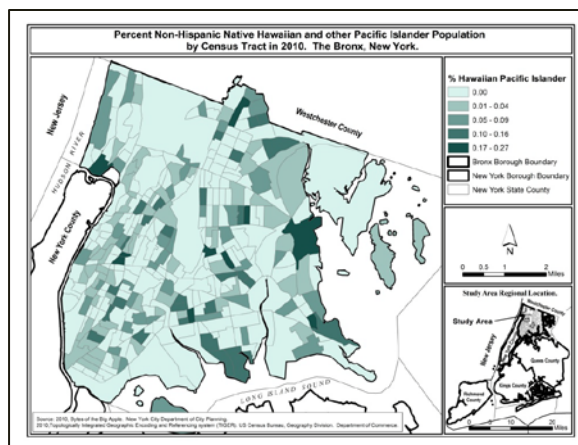 Percent Non-Hispanic Native Hawaiian and other Pacific Islander Population
by Census Tract in 2010.  The Bronx, New York.
New Jersey
HUDSON RIVER
New York County
Westchester County
LONG ISLAND SOUND
% Hawaiian Pacific Islander
0.00
0.01 - 0.04
0.05 - 0.09
0.10 - 0.16
0.17 - 0.27
Bronx Borough Boundary
New York Borough Boundary
New York State County
N
0 0.5 1 2
Miles
Study Area Regional Location.
Westchester County
Study Area
New Jersey
Queens County
Kings County
Richmond County
0 5 10 20
Miles
Source: 2010, Bytes of the Big Apple. New York City Department of City Planning.
2010,Topologically Integrated Geographic Encoding and Referencing system (TIGER). US Census Bureau, Geography Division. Department of Commerce.